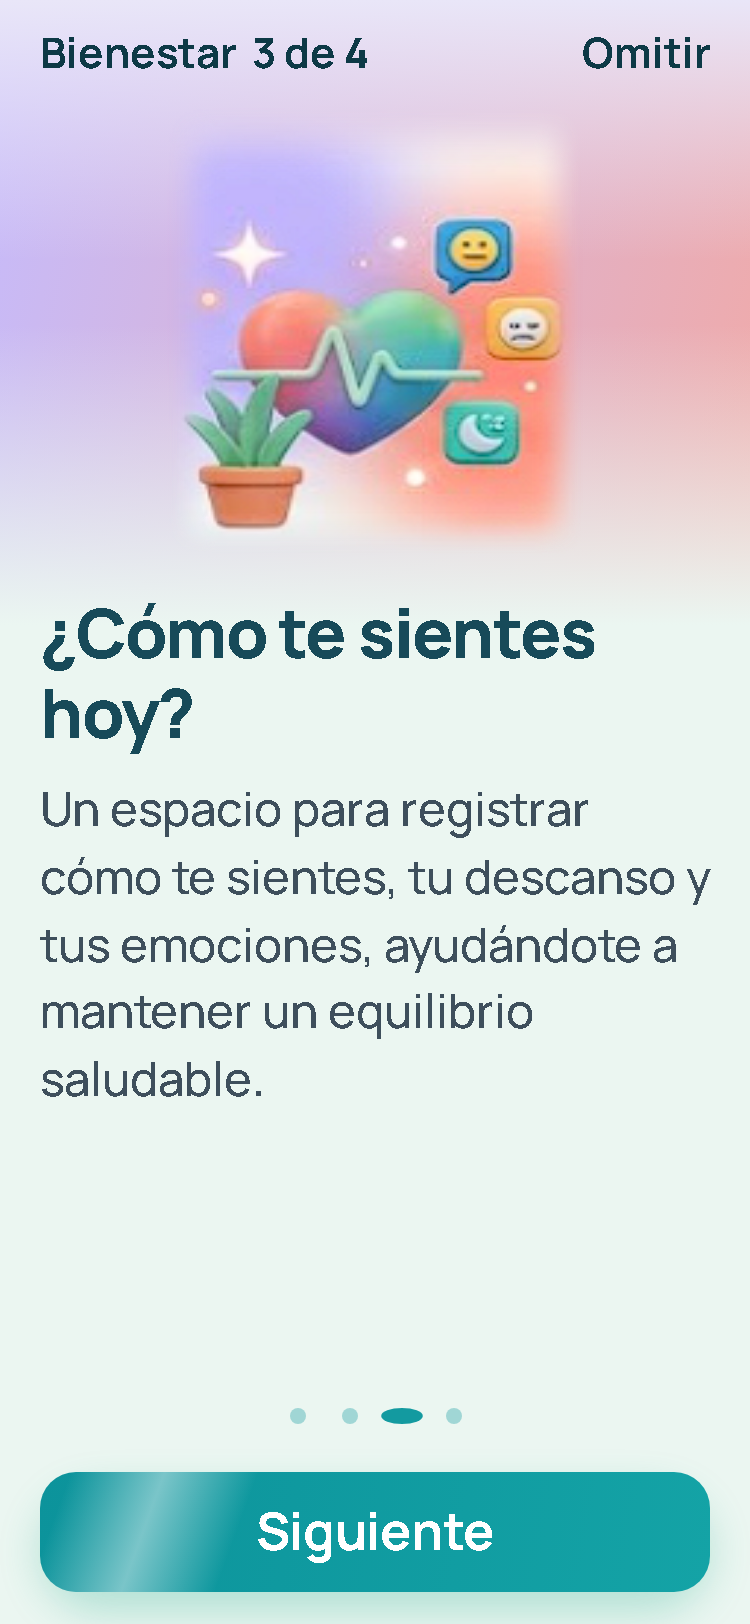 Bienestar 3 de 4
Omitir
¿Cómo te sientes
hoy?
Un espacio para registrar
cómo te sientes, tu descanso y
tus emociones, ayudándote a
mantener un equilibrio
saludable.
Siguiente